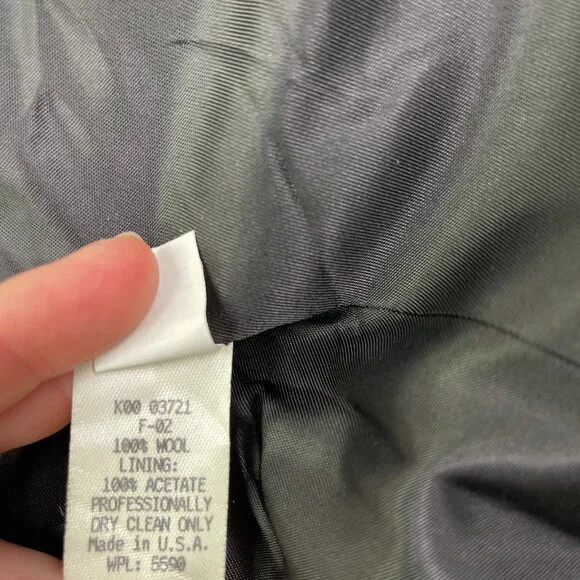 K00 03721
F-02
100% WOOL
LINING:
100% ACETATE
PROFESSIONALLY
DRY CLEAN ONLY
Made in U.S.A.
WPL: 5590